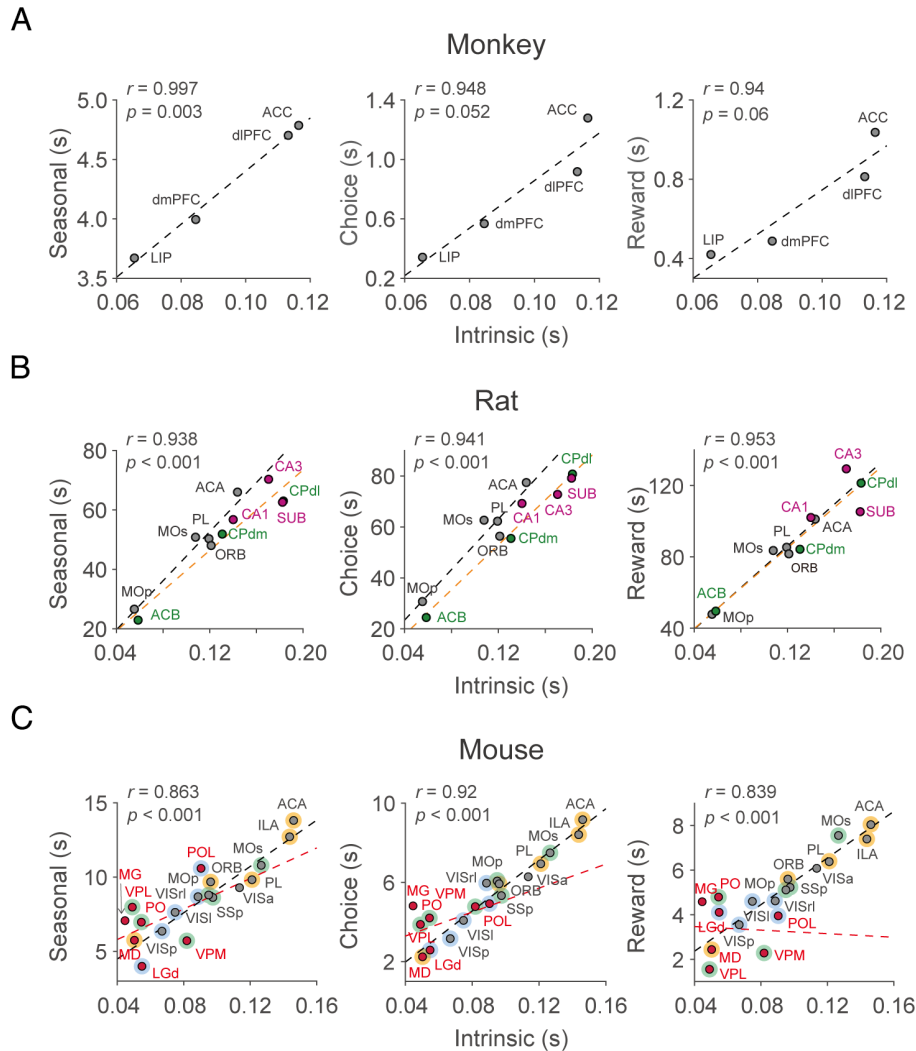 A
Monkey
r = 0.997
p = 0.003
5.0
4.5
4.0
3.5
Seasonal (s)
ACC
dlPFC
dmPFC
LIP
0.06
0.08
0.10
0.12
r = 0.948
p = 0.052
1.4
1.0
0.6
0.2
Choice (s)
ACC
dlPFC
dmPFC
LIP
0.06
0.08
0.10
0.12
Intrinsic (s)
r = 0.94
p = 0.06
1.2
0.8
0.4
Reward (s)
ACC
dlPFC
LIP
dmPFC
0.06
0.08
0.10
0.12
B
Rat
r = 0.938
p < 0.001
80
60
40
20
Seasonal (s)
CA3
ACA
CPdl
PL
CA1
SUB
MOs
CPdm
ORB
MOp
ACB
0.04
0.12
0.20
r = 0.941
p < 0.001
80
60
40
20
Choice (s)
CPdl
ACA
SUB
PL
MOs
CA1
CA3
ORB
CPdm
MOp
ACB
0.04
0.12
0.20
Intrinsic (s)
r = 0.953
p < 0.001
120
80
40
Reward (s)
CA3
CPdl
CA1
SUB
ACA
PL
MOs
CPdm
ORB
ACB
MOp
0.04
0.12
0.20
C
Mouse
r = 0.863
p < 0.001
15
10
5
Seasonal (s)
ACA
ILA
MOs
POL
ORB
MG
MOp
VPL
VISrl
PL
PO
VISa
SSp
VISl
VISp
MD
VPM
LGd
0.04
0.08
0.12
0.16
r = 0.92
p < 0.001
10
6
2
Choice (s)
ACA
ILA
MOs
PL
MOp
VISa
VISrl
MG
VPM
ORB
PO
SSp
POL
VPL
VISl
VISp
MD
LGd
0.04
0.08
0.12
0.16
Intrinsic (s)
r = 0.839
p < 0.001
8
6
4
2
Reward (s)
ACA
MOs
ILA
PL
ORB
VISa
MOp
SSp
MG
PO
VISrl
VISl
POL
LGd
VISp
MD
VPM
VPL
0.04
0.08
0.12
0.16